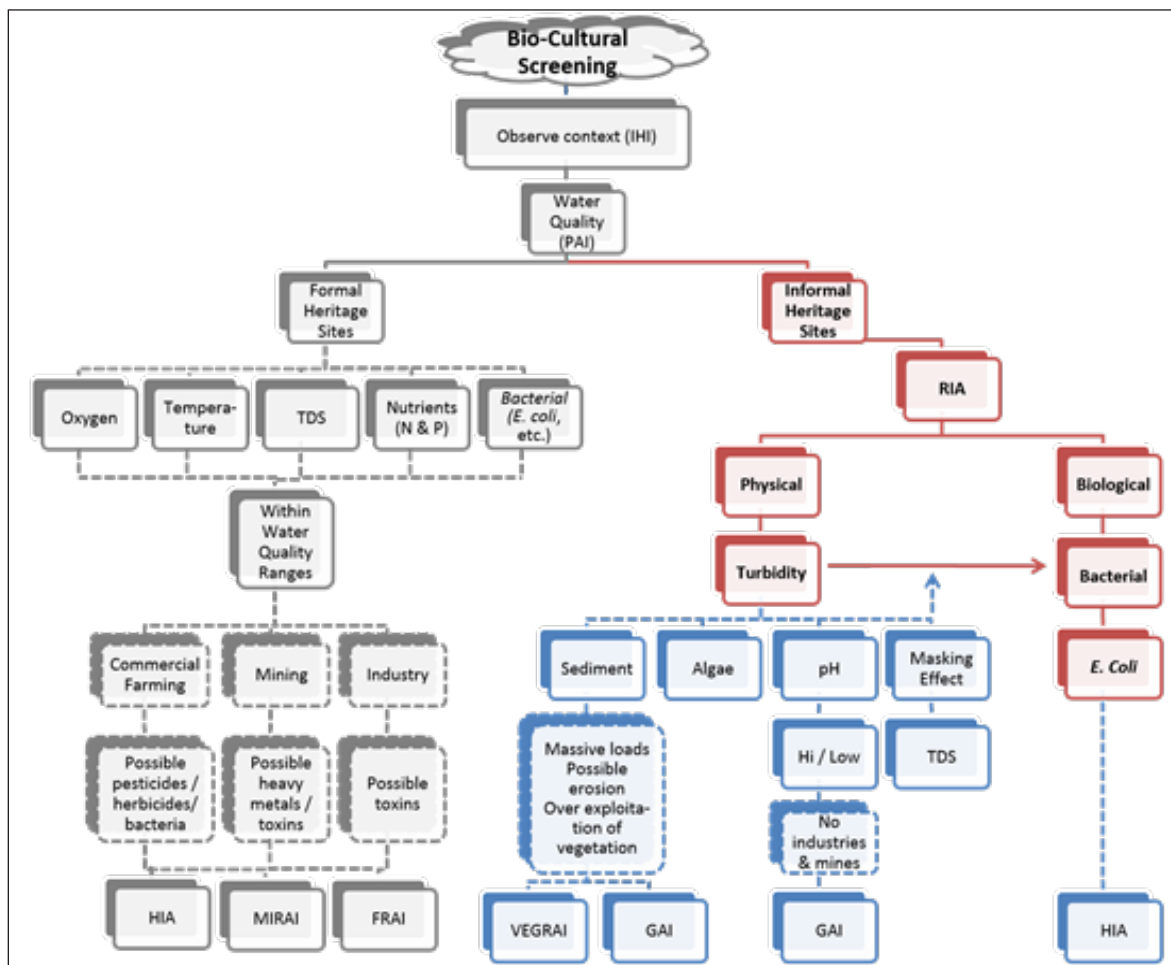 Bio-Cultural
Screening
Observe context (IHI)
Water
Quality
(PAI)
Formal
Heritage
Sites
Informal
Heritage
Sites
RIA
Oxygen
Tempera-
ture
TDS
Nutrients
(N & P)
Bacterial
(E. coli,
etc.)
Physical
Biological
Within
Water
Quality
Ranges
Turbidity
Bacterial
Commercial
Farming
Mining
Industry
Sediment
Algae
pH
Masking
Effect
E. Coli
Possible
pesticides /
herbicides/
bacteria
Possible
heavy
metals /
toxins
Possible
toxins
Massive loads
Possible
erosion
Over exploita-
tion of
vegetation
Hi / Low
TDS
No
industries
& mines
HIA
MIRAI
FRAI
VEGRAI
GAI
GAI
HIA